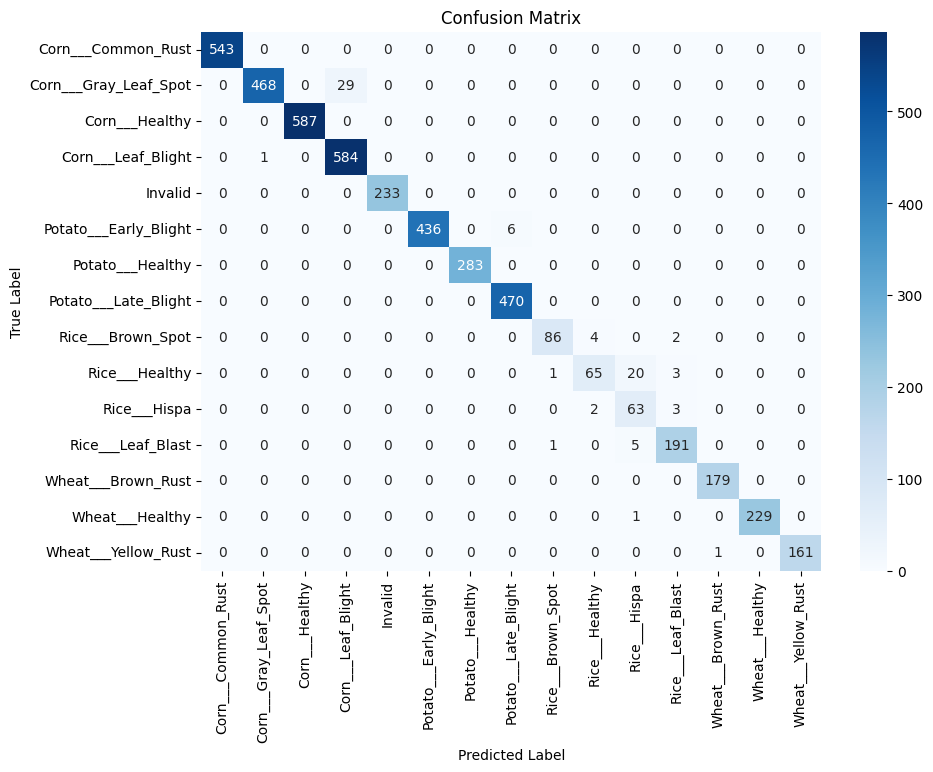 Confusion Matrix
True Label
Corn___Common_Rust 543 0 0 0 0 0 0 0 0 0 0 0 0 0 0
Corn___Gray_Leaf_Spot 0 468 0 29 0 0 0 0 0 0 0 0 0 0 0
Corn___Healthy 0 0 587 0 0 0 0 0 0 0 0 0 0 0 0
Corn___Leaf_Blight 0 1 0 584 0 0 0 0 0 0 0 0 0 0 0
Invalid 0 0 0 0 233 0 0 0 0 0 0 0 0 0 0
Potato___Early_Blight 0 0 0 0 0 436 0 6 0 0 0 0 0 0 0
Potato___Healthy 0 0 0 0 0 0 283 0 0 0 0 0 0 0 0
Potato___Late_Blight 0 0 0 0 0 0 0 470 0 0 0 0 0 0 0
Rice___Brown_Spot 0 0 0 0 0 0 0 0 86 4 0 2 0 0 0
Rice___Healthy 0 0 0 0 0 0 0 0 1 65 20 3 0 0 0
Rice___Hispa 0 0 0 0 0 0 0 0 0 2 63 3 0 0 0
Rice___Leaf_Blast 0 0 0 0 0 0 0 0 1 0 5 191 0 0 0
Wheat___Brown_Rust 0 0 0 0 0 0 0 0 0 0 0 0 179 0 0
Wheat___Healthy 0 0 0 0 0 0 0 0 0 0 1 0 0 229 0
Wheat___Yellow_Rust 0 0 0 0 0 0 0 0 0 0 0 0 1 0 161
Corn___Common_Rust
Corn___Gray_Leaf_Spot
Corn___Healthy
Corn___Leaf_Blight
Invalid
Potato___Early_Blight
Potato___Healthy
Potato___Late_Blight
Rice___Brown_Spot
Rice___Healthy
Rice___Hispa
Rice___Leaf_Blast
Wheat___Brown_Rust
Wheat___Healthy
Wheat___Yellow_Rust
Predicted Label
500
400
300
200
100
0